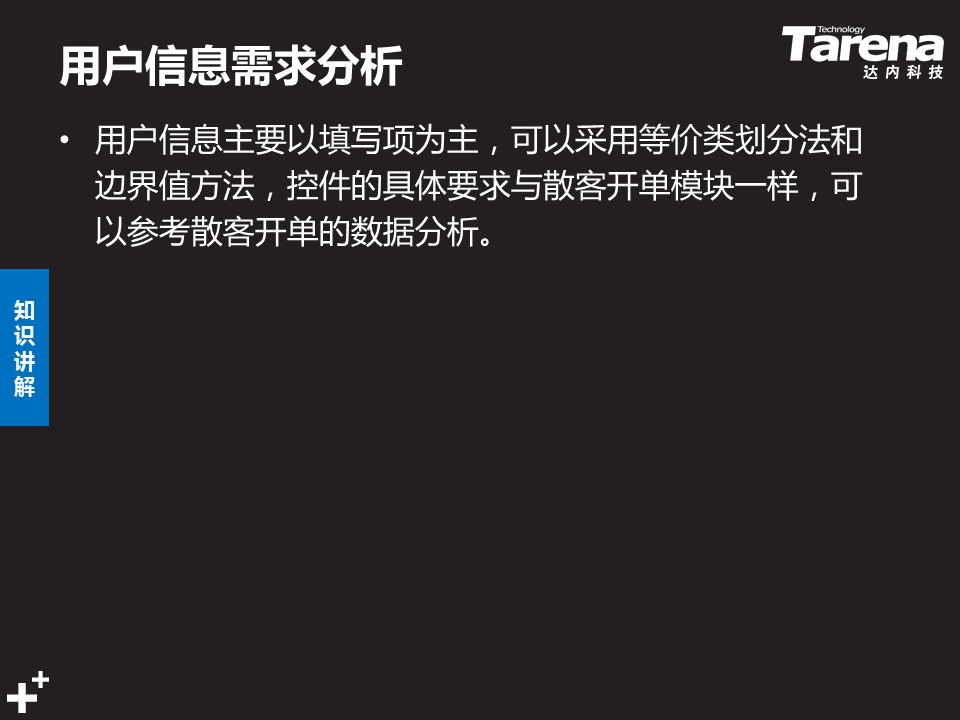 用户信息需求分析
Technology
Tarena
达内科技
• 用户信息主要以填写项为主，可以采用等价类划分法和
边界值方法，控件的具体要求与散客开单模块一样，可
以参考散客开单的数据分析。
知
识
讲
解